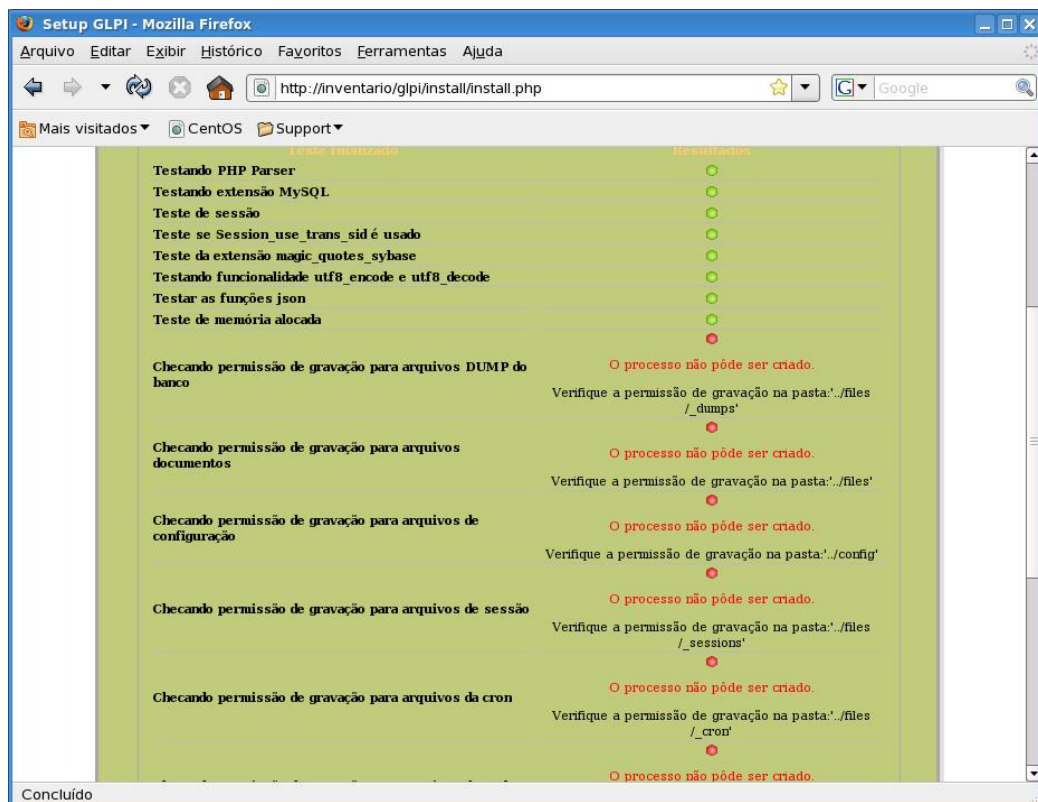 Setup GLPI - Mozilla Firefox
Arquivo Editar Exibir Histórico Favoritos Ferramentas Ajuda
http://inventario/glpi/install/install.php
G
Google
Mais visitados
CentOS
Support
Teste finalizado
Resultados
Testando PHP Parser
Testando extensão MySQL
Teste de sessão
Teste se Session_use_trans_sid é usado
Teste da extensão magic_quotes_sybase
Testando funcionalidade utf8_encode e utf8_decode
Testar as funções json
Teste de memória alocada
Checando permissão de gravação para arquivos DUMP do
banco
O processo não pôde ser criado.
Verifique a permissão de gravação na pasta:'../files
/_dumps'
Checando permissão de gravação para arquivos
documentos
O processo não pôde ser criado.
Verifique a permissão de gravação na pasta:'../files'
Checando permissão de gravação para arquivos de
configuração
O processo não pôde ser criado.
Verifique a permissão de gravação na pasta:'../config'
Checando permissão de gravação para arquivos de sessão
O processo não pôde ser criado.
Verifique a permissão de gravação na pasta:'../files
/_sessions'
Checando permissão de gravação para arquivos da cron
O processo não pôde ser criado.
Verifique a permissão de gravação na pasta:'../files
/_cron'
O processo não pôde ser criado.
Concluído